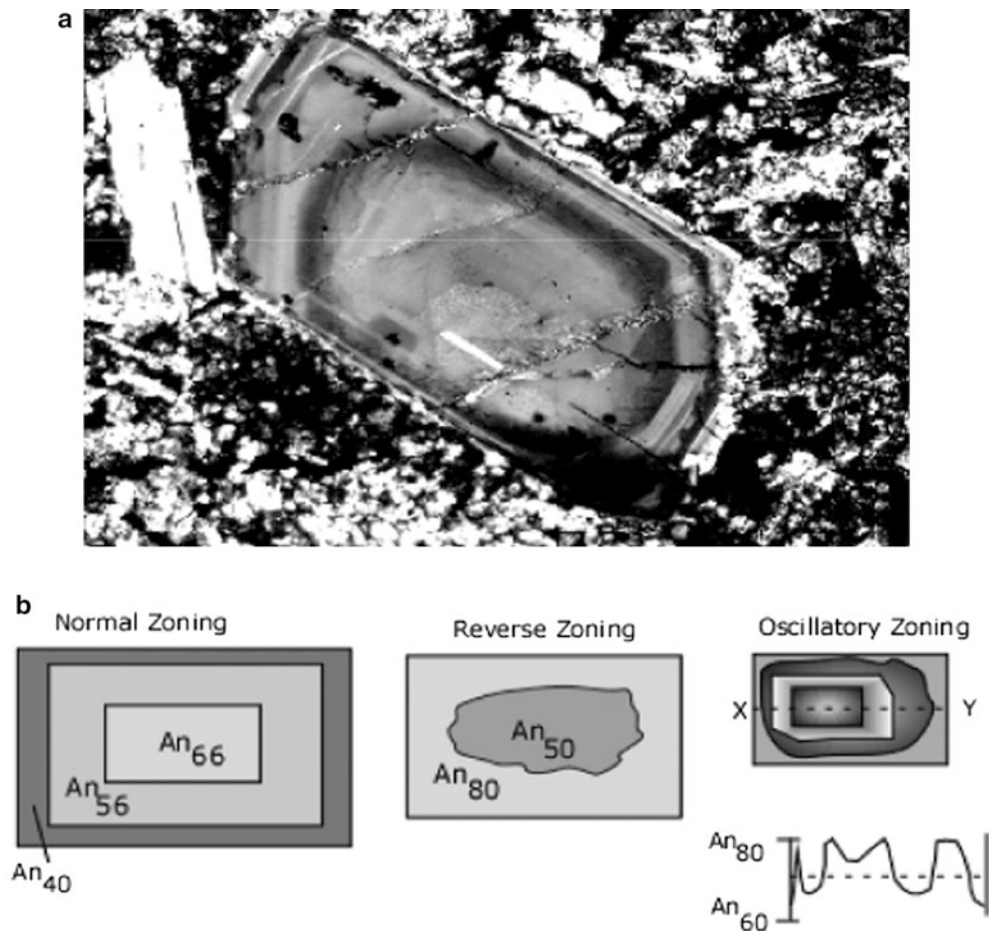 a
b
Normal Zoning
An66
An56
An40
Reverse Zoning
An50
An80
Oscillatory Zoning
X
Y
An80
An60